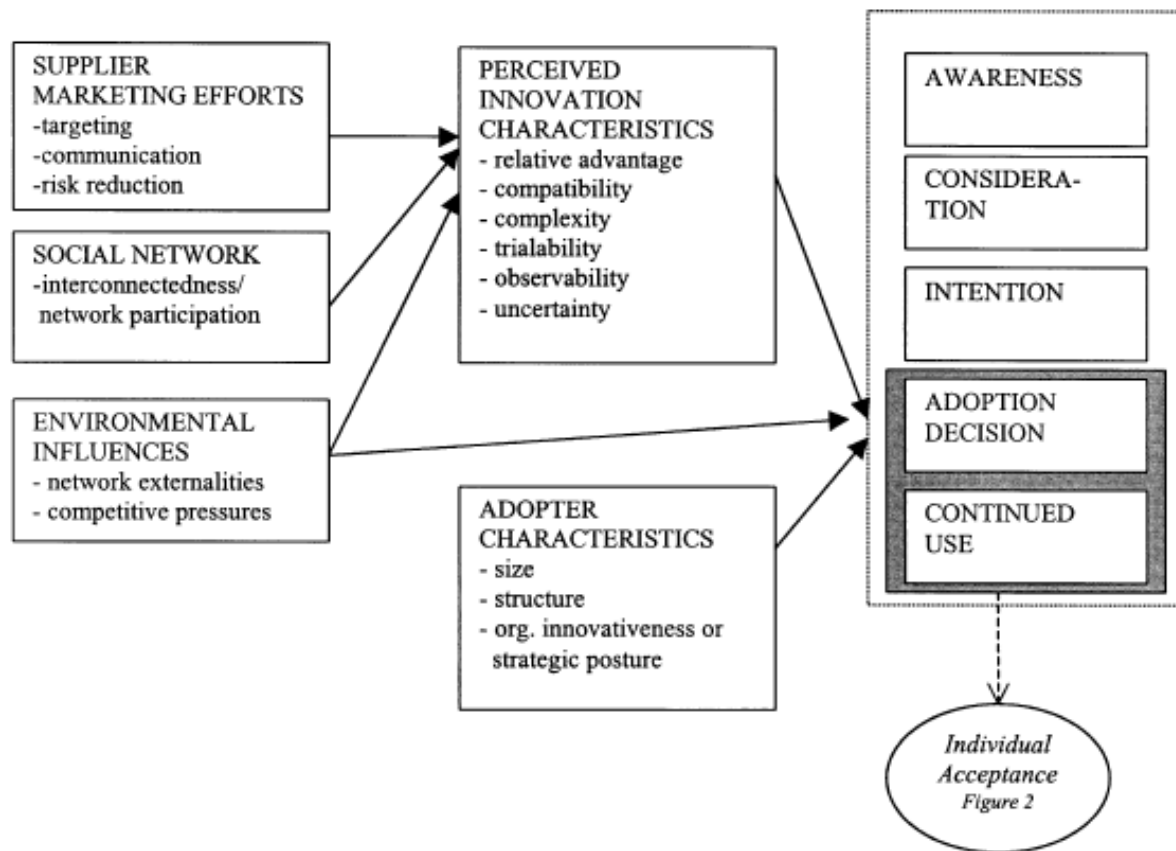 SUPPLIER
MARKETING EFFORTS
-targeting
-communication
-risk reduction
SOCIAL NETWORK
-interconnectedness/
network participation
ENVIRONMENTAL
INFLUENCES
- network externalities
- competitive pressures
PERCEIVED
INNOVATION
CHARACTERISTICS
- relative advantage
- compatibility
- complexity
- trialability
- observability
- uncertainty
ADOPTER
CHARACTERISTICS
- size
- structure
- org. innovativeness or
strategic posture
AWARENESS
CONSIDERA-
TION
INTENTION
ADOPTION
DECISION
CONTINUED
USE
Individual
Acceptance
Figure 2